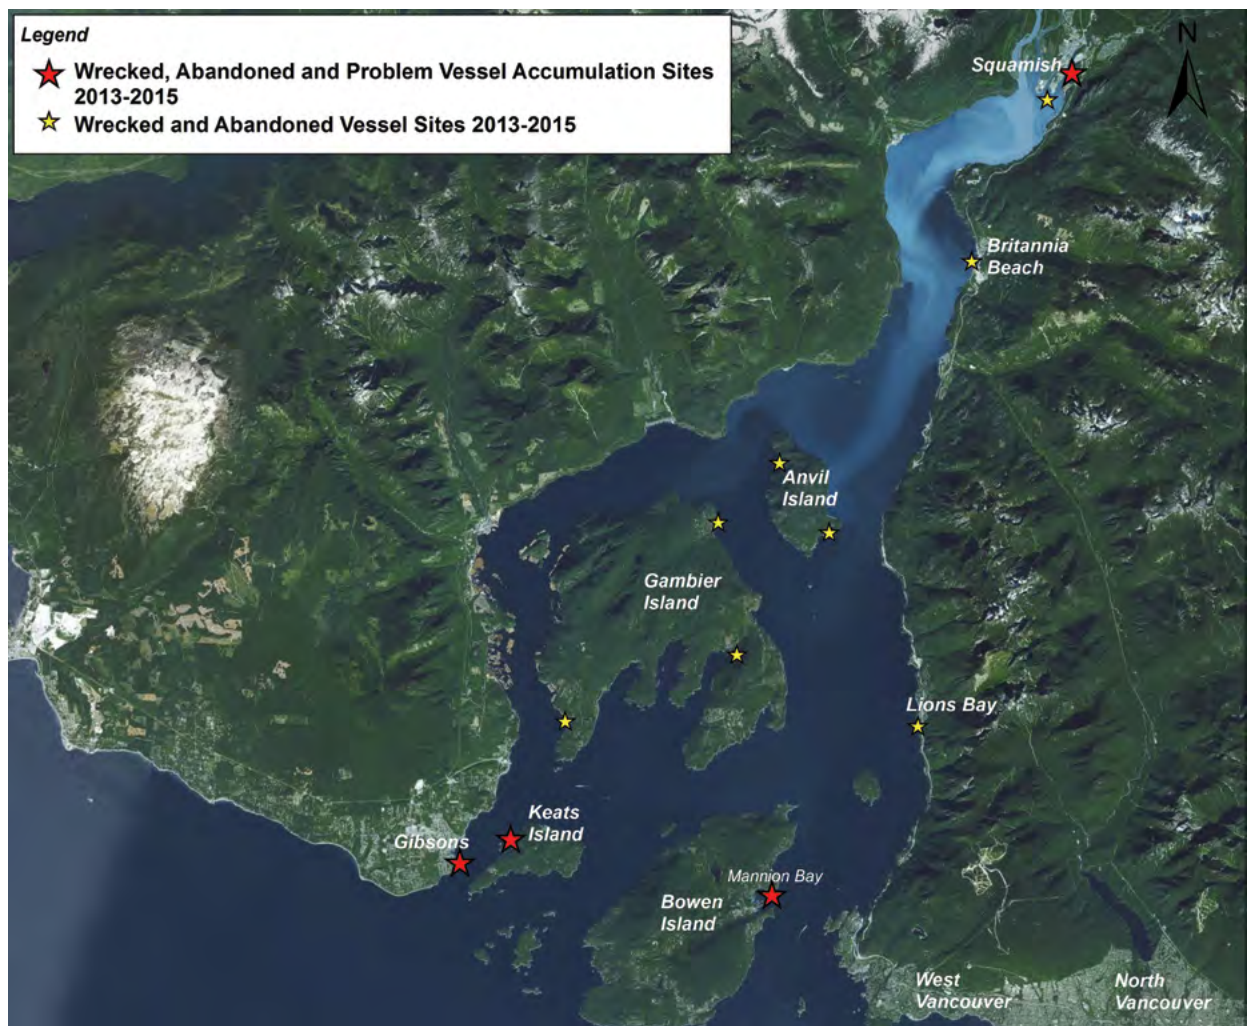 Legend
Wrecked, Abandoned and Problem Vessel Accumulation Sites
2013-2015
Wrecked and Abandoned Vessel Sites 2013-2015
N
Squamish
Britannia
Beach
Anvil
Island
Gambier
Island
Lions Bay
Keats
Island
Gibsons
Mannion Bay
Bowen
Island
West
Vancouver
North
Vancouver